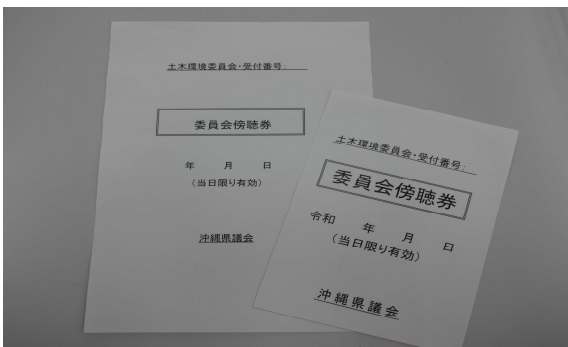 土木環境委員会・受付番号:
委員会傍聴券
年 月 日
（当日限り有効）
沖縄県議会
土木環境委員会・受付番号:
委員会傍聴券
令和 年 月 日
（当日限り有効）
沖縄県議会